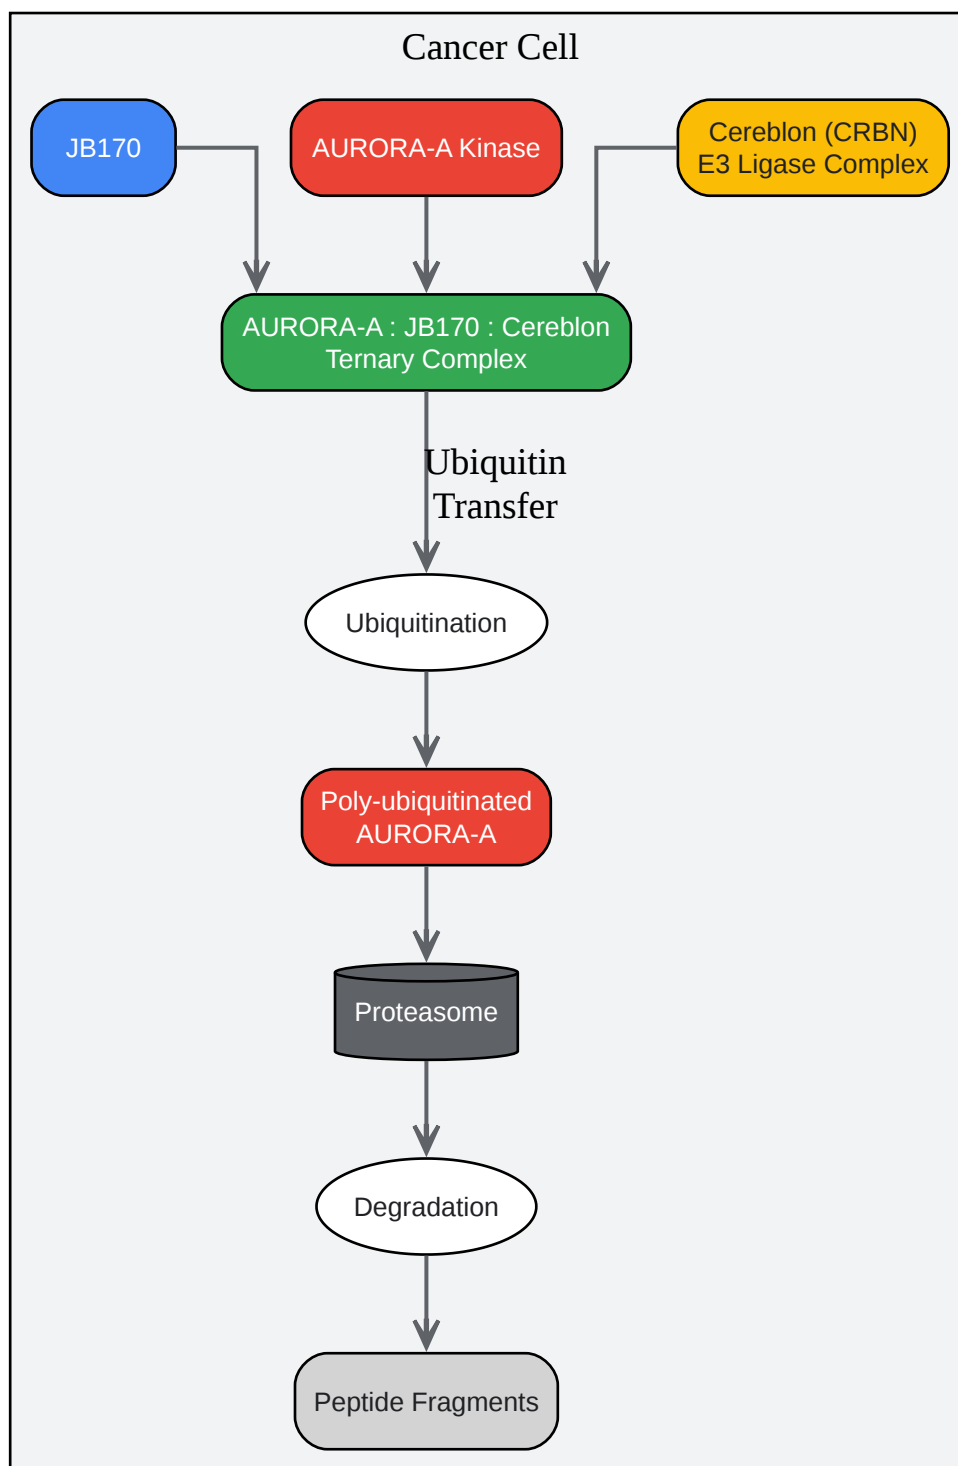 Cancer Cell
JB170
AURORA-A Kinase
Cereblon (CRBN)
E3 Ligase Complex
AURORA-A : JB170 : Cereblon
Ternary Complex
Ubiquitin
Transfer
Ubiquitination
Poly-ubiquitinated
AURORA-A
Proteasome
Degradation
Peptide Fragments